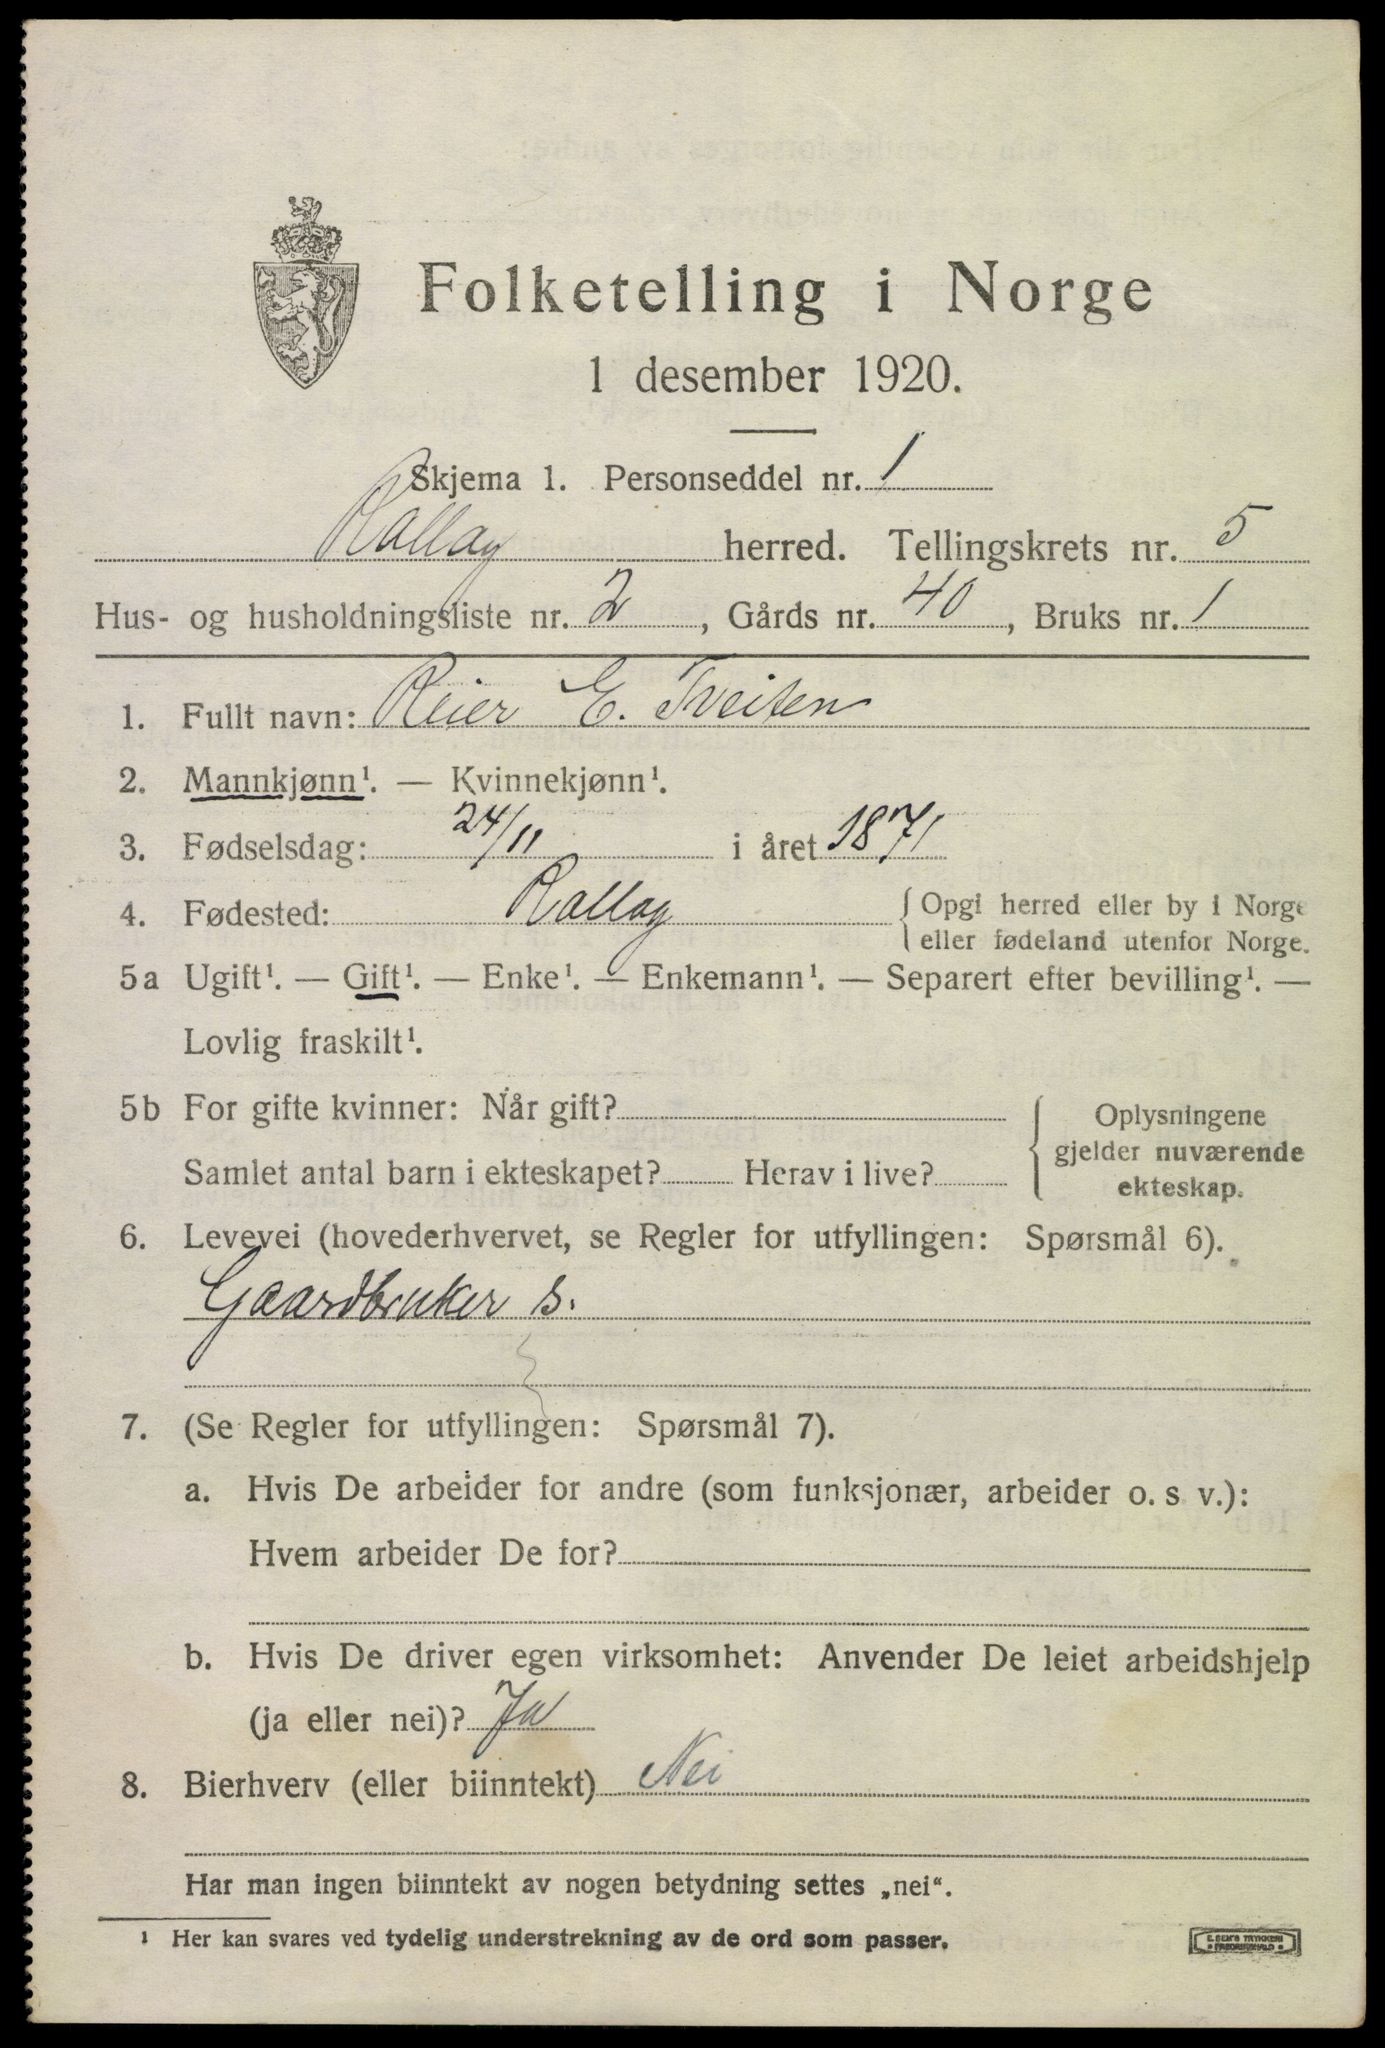 Folketelling i Norge
1 desember 1920.
Skjema 1. Personseddel nr. 1
Rollag herred. Tellingskrets nr. 5
Hus- og husholdningsliste nr. 2, Gårds nr. 40, Bruks nr. 1
1. Fullt navn: Reier E. Tveiten
2. Mannkjønn¹. — Kvinnekjønn¹.
3. Fødselsdag: 24/11 i året 1871
4. Fødested: Rollag { Opgi herred eller by i Norge
eller fødeland utenfor Norge.
5a Ugift¹. — Gift¹. — Enke¹. — Enkemann¹. — Separert efter bevilling¹. —
Lovlig fraskilt¹.
5b For gifte kvinner: Når gift? { Oplysningene
gjelder nuværende
Samlet antal barn i ekteskapet? Herav i live?
ekteskap.
6. Levevei (hovederhvervet, se Regler for utfyllingen: Spørsmål 6).
Gaardbruker s.
7. (Se Regler for utfyllingen: Spørsmål 7).
a. Hvis De arbeider for andre (som funksjonær, arbeider o. s v.):
Hvem arbeider De for?
b. Hvis De driver egen virksomhet: Anvender De leiet arbeidshjelp
(ja eller nei)? Ja
8. Bierhverv (eller biinntekt) Nei
Har man ingen biinntekt av nogen betydning settes „nei“.
¹ Her kan svares ved tydelig understrekning av de ord som passer.
E. SEM'S TRYKKERI
FREDRIKSHALD